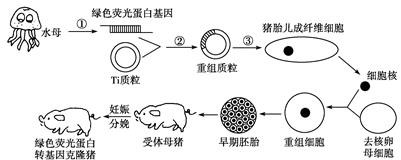 绿色荧光蛋白基因
猪胎儿成纤维细胞
水母
①
②
③
Ti质粒
重组质粒
细胞核
妊娠
分娩
绿色荧光蛋白
转基因克隆猪
受体母猪
早期胚胎
重组细胞
去核卵
母细胞